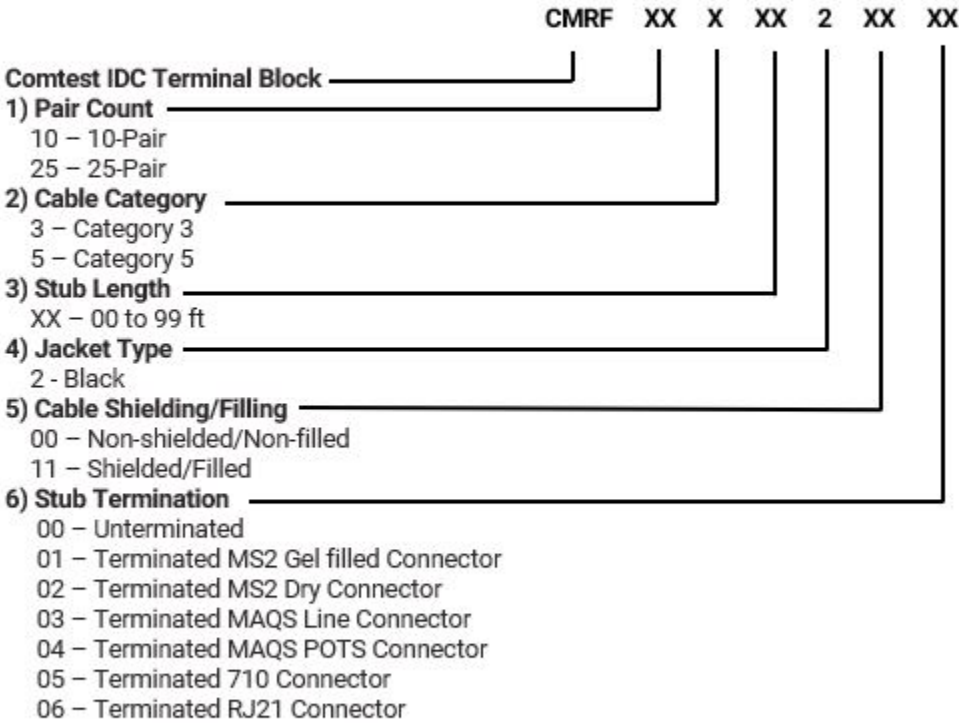 CMRF XX X XX 2 XX XX
Comtest IDC Terminal Block
1) Pair Count
10 – 10-Pair
25 – 25-Pair
2) Cable Category
3 – Category 3
5 – Category 5
3) Stub Length
XX – 00 to 99 ft
4) Jacket Type
2 - Black
5) Cable Shielding/Filling
00 – Non-shielded/Non-filled
11 – Shielded/Filled
6) Stub Termination
00 – Unterminated
01 – Terminated MS2 Gel filled Connector
02 – Terminated MS2 Dry Connector
03 – Terminated MAQS Line Connector
04 – Terminated MAQS POTS Connector
05 – Terminated 710 Connector
06 – Terminated RJ21 Connector